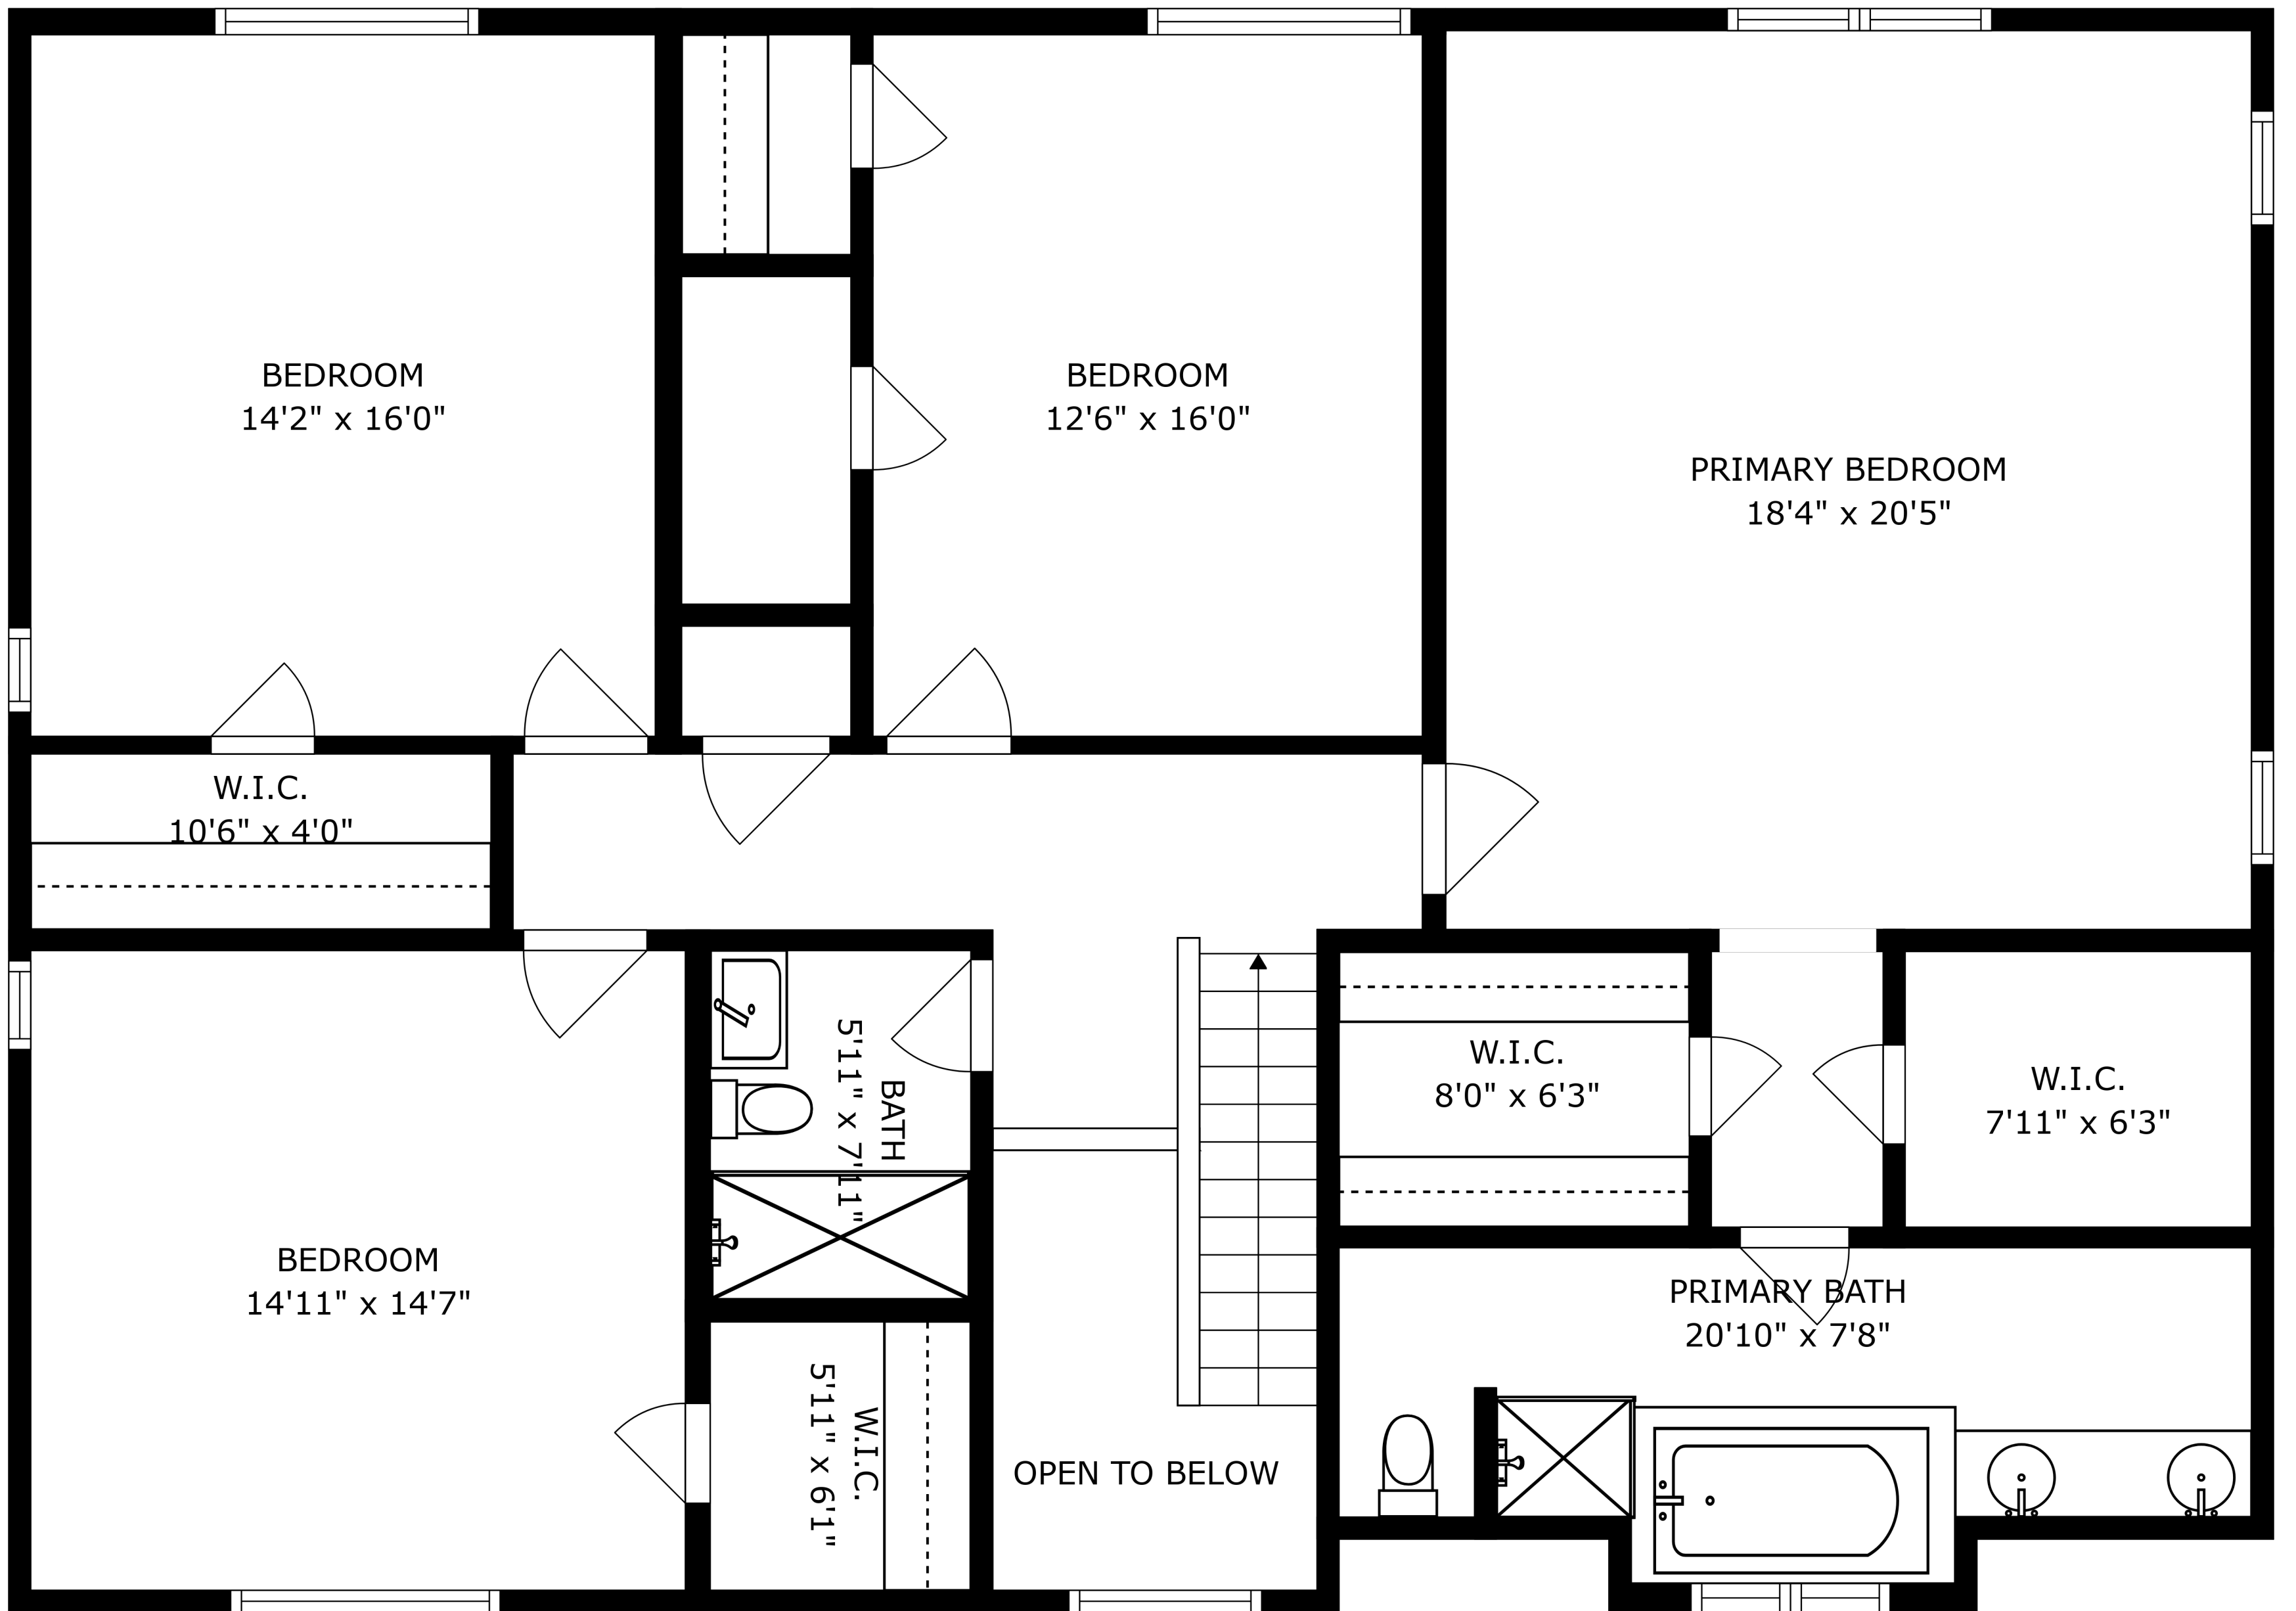 BEDROOM
14'2" x 16'0"
BEDROOM
12'6" x 16'0"
PRIMARY BEDROOM
18'4" x 20'5"
W.I.C.
10'6" x 4'0"
BATH
5'11" x 7'11"
W.I.C.
8'0" x 6'3"
W.I.C.
7'11" x 6'3"
BEDROOM
14'11" x 14'7"
PRIMARY BATH
20'10" x 7'8"
W.I.C.
5'11" x 6'1"
OPEN TO BELOW